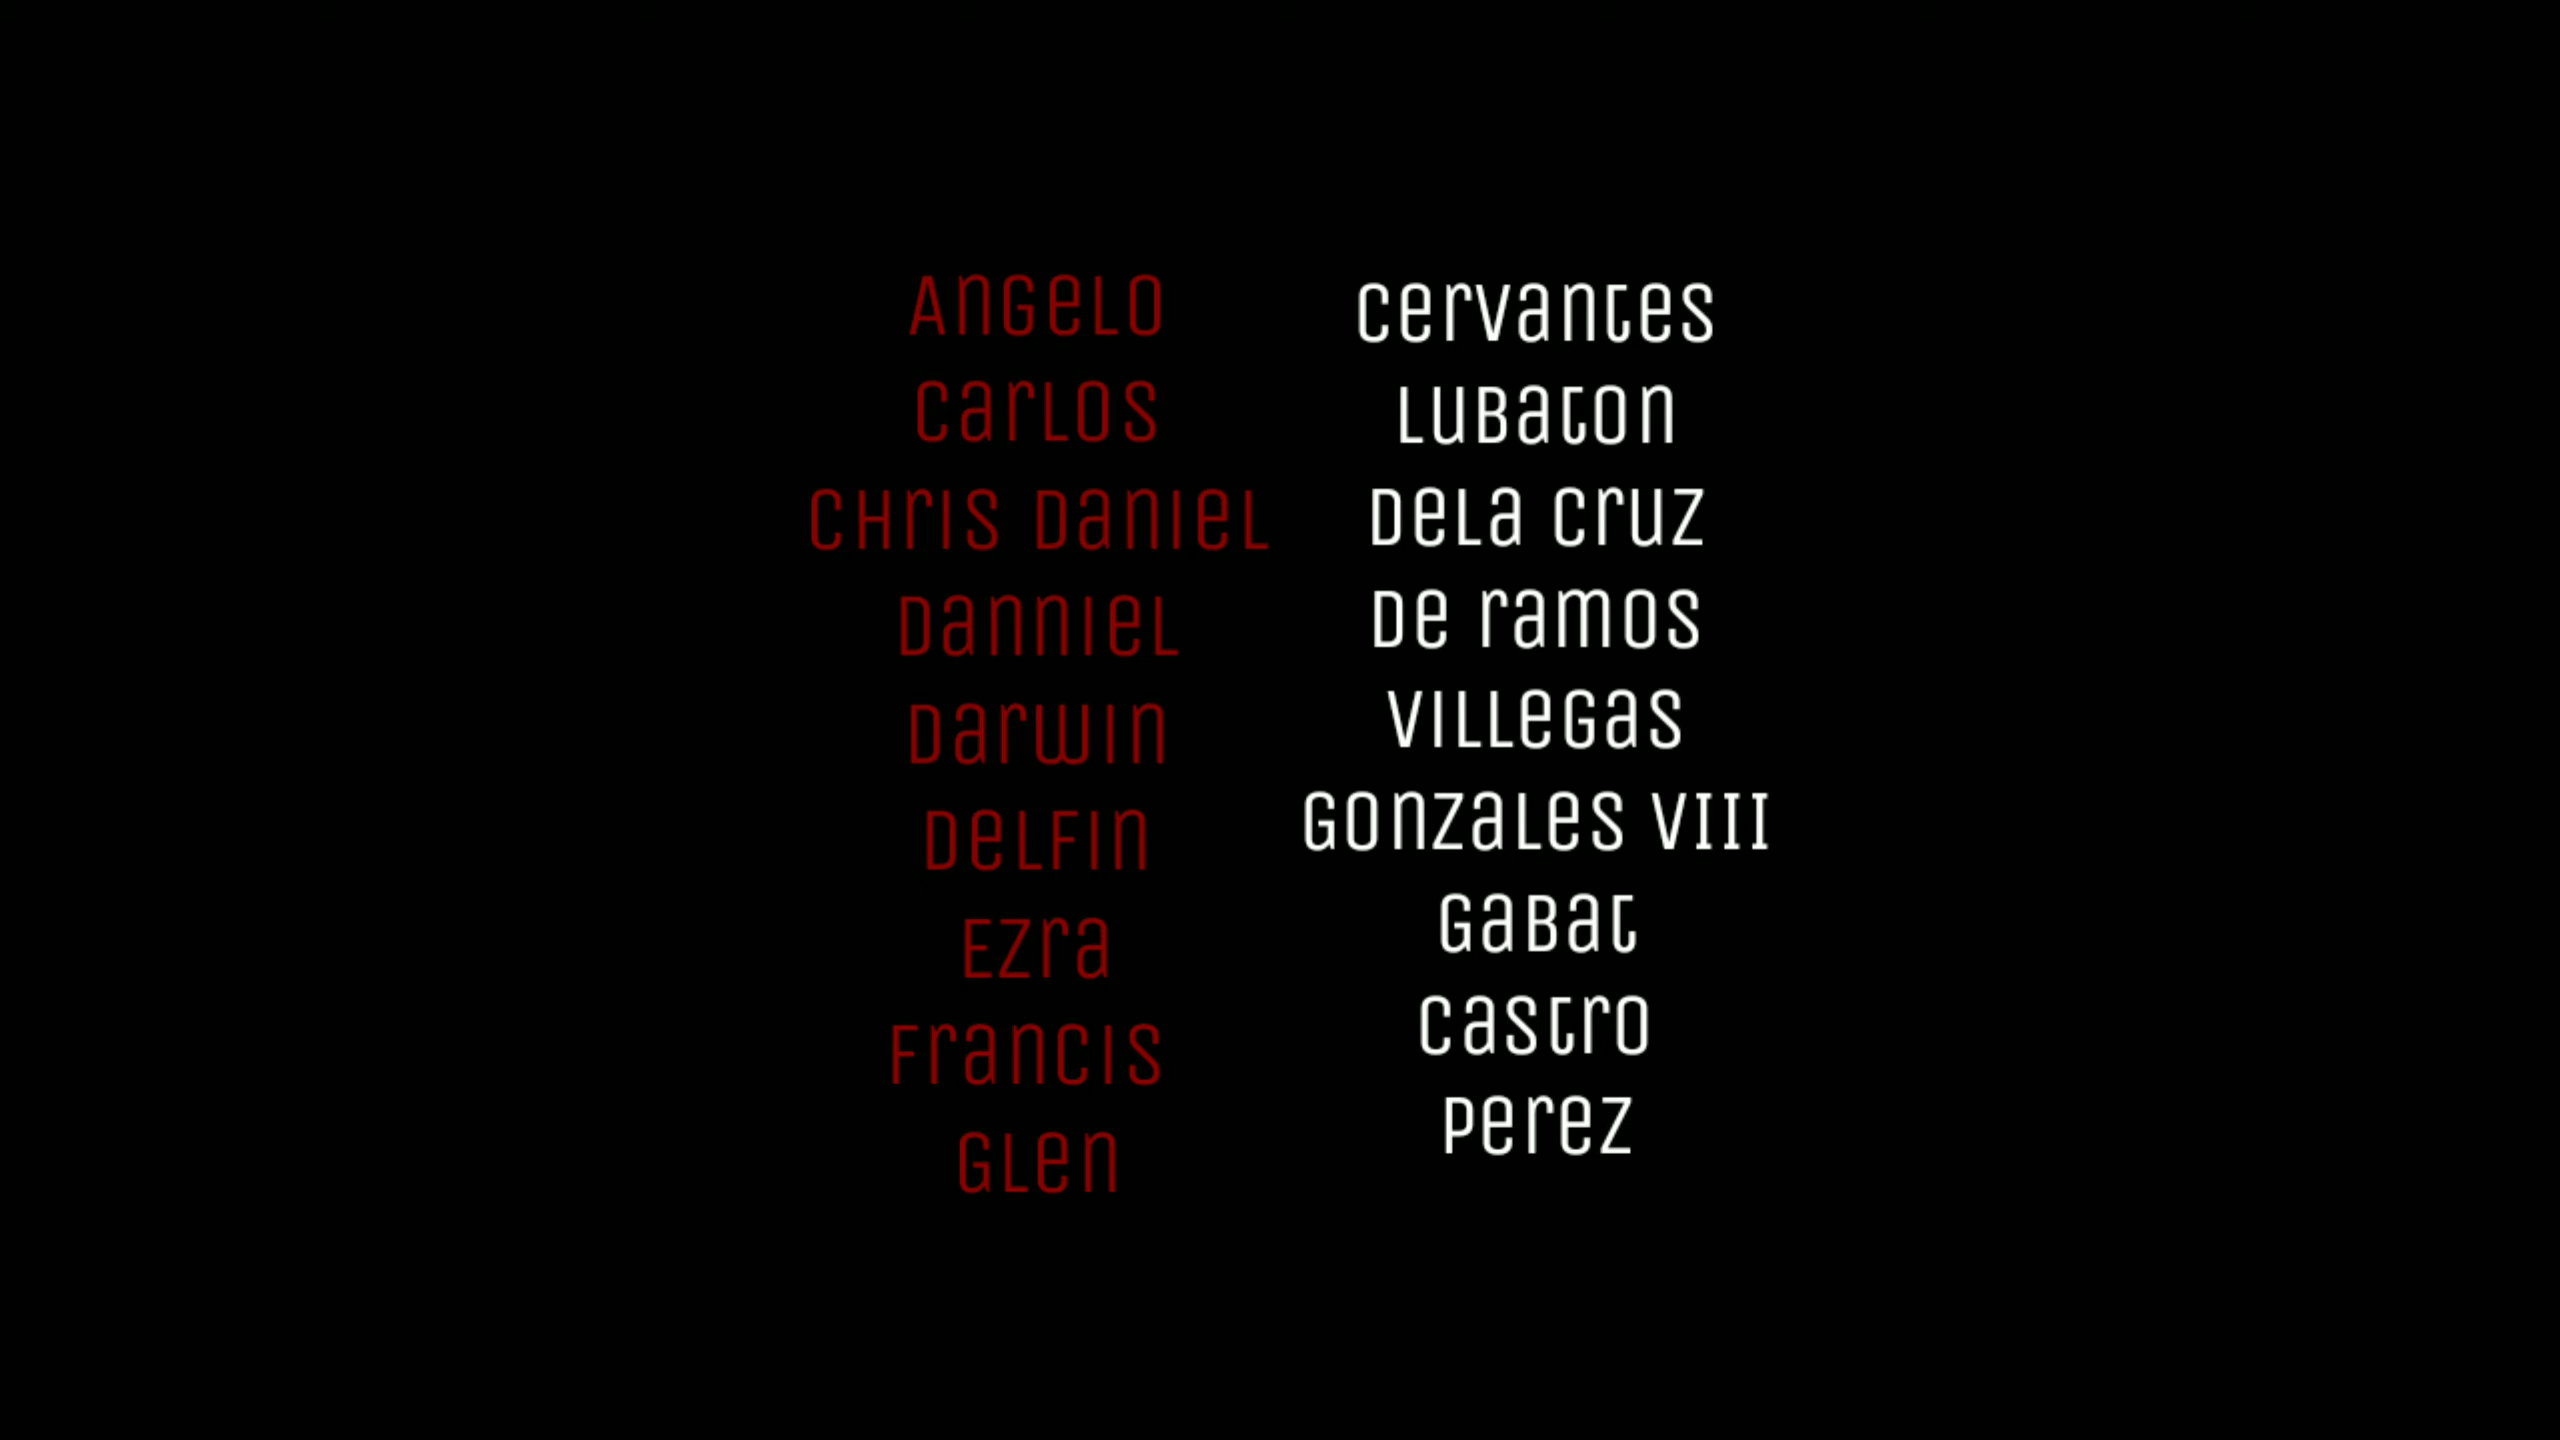 Angelo Cervantes
Carlos Lubaton
Chris Daniel Dela Cruz
Danniel De Ramos
Darwin Villegas
Delfin Gonzales VIII
Ezra Gabat
Francis Castro
Glen Perez